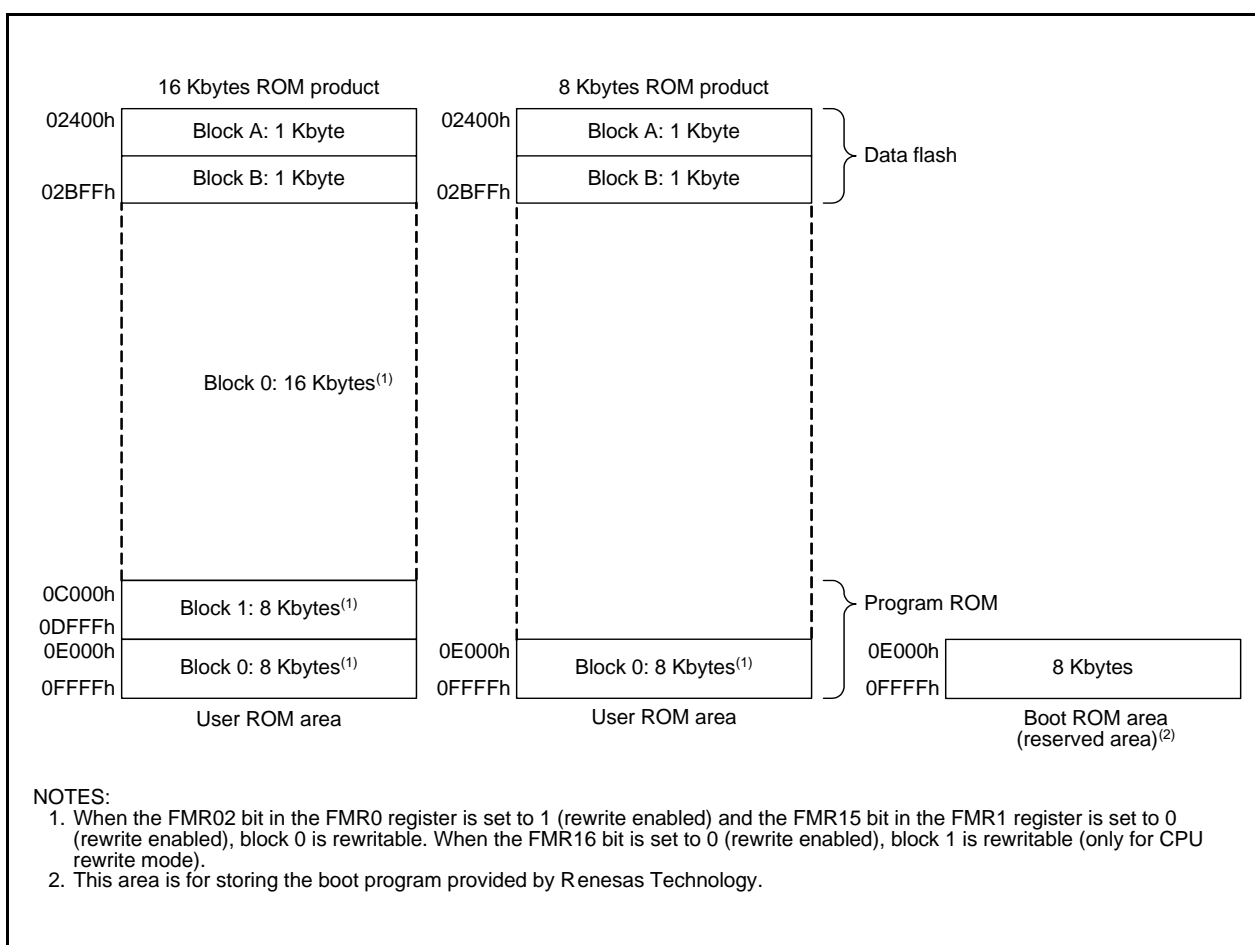 16 Kbytes ROM product
8 Kbytes ROM product
02400h
Block A: 1 Kbyte
02400h
Block A: 1 Kbyte
Data flash
02BFFh
Block B: 1 Kbyte
02BFFh
Block B: 1 Kbyte
Block 0: 16 Kbytes(1)
0C000h
Block 1: 8 Kbytes(1)
0DFFFh
Program ROM
0E000h
Block 0: 8 Kbytes(1)
0FFFFh
0E000h
Block 0: 8 Kbytes(1)
0FFFFh
0E000h
8 Kbytes
0FFFFh
User ROM area
User ROM area
Boot ROM area
(reserved area)(2)
NOTES:
1. When the FMR02 bit in the FMR0 register is set to 1 (rewrite enabled) and the FMR15 bit in the FMR1 register is set to 0
(rewrite enabled), block 0 is rewritable. When the FMR16 bit is set to 0 (rewrite enabled), block 1 is rewritable (only for CPU
rewrite mode).
2. This area is for storing the boot program provided by Renesas Technology.